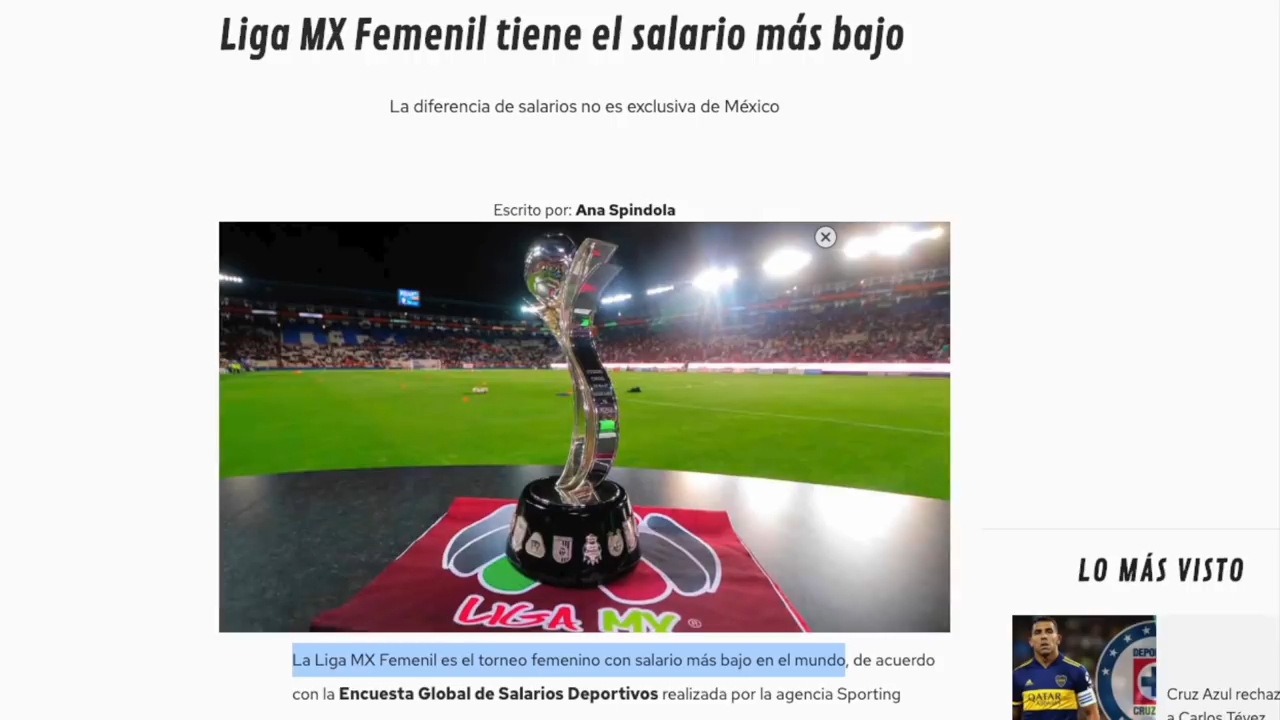 Liga MX Femenil tiene el salario más bajo
La diferencia de salarios no es exclusiva de México
Escrito por: Ana Spindola
LIGA MX ®
La Liga MX Femenil es el torneo femenino con salario más bajo en el mundo, de acuerdo
con la Encuesta Global de Salarios Deportivos realizada por la agencia Sporting
LO MÁS VISTO
QATAR
DEPO
CRUZ
Cruz Azul rechaz
a Carlos Tévez